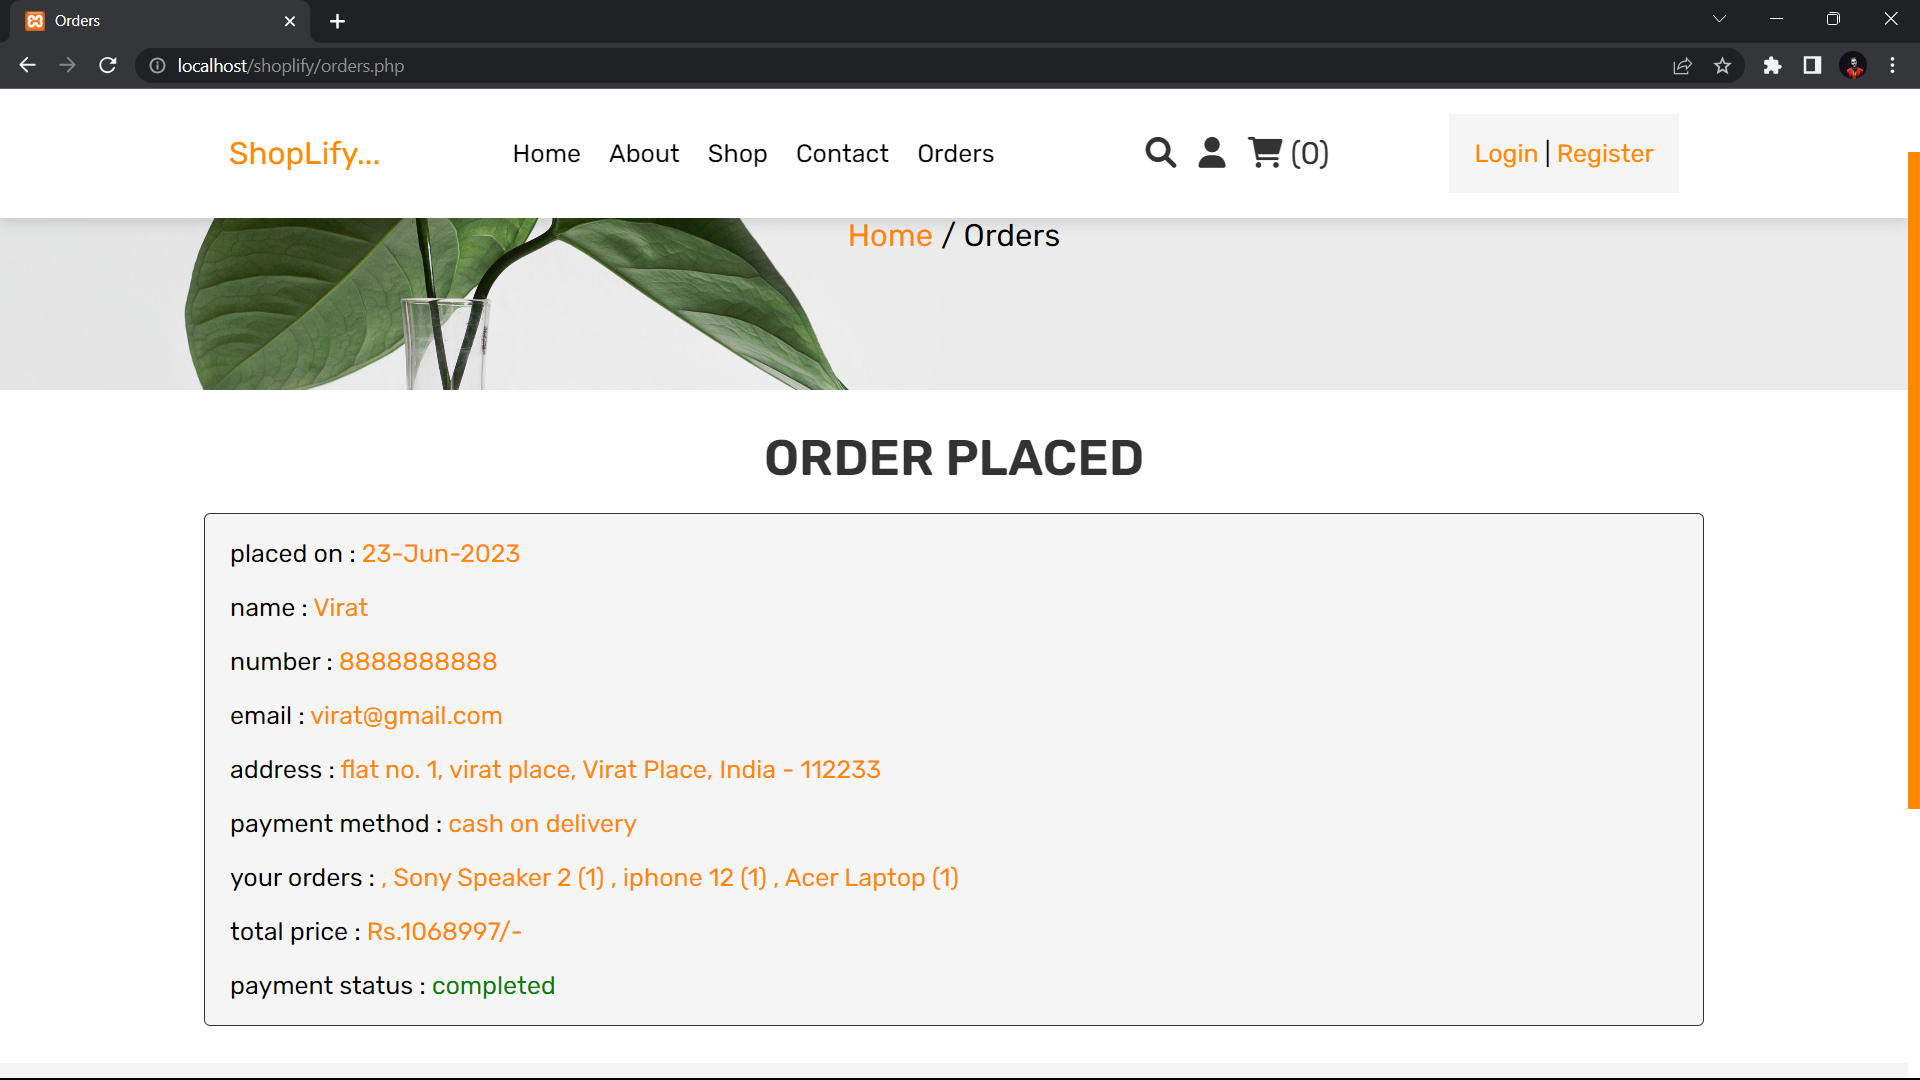 Orders
localhost/shoplify/orders.php
ShopLify... Home About Shop Contact Orders (0) Login | Register
Home / Orders
ORDER PLACED
placed on : 23-Jun-2023
name : Virat
number : 8888888888
email : virat@gmail.com
address : flat no. 1, virat place, Virat Place, India - 112233
payment method : cash on delivery
your orders : , Sony Speaker 2 (1) , iphone 12 (1) , Acer Laptop (1)
total price : Rs.1068997/-
payment status : completed